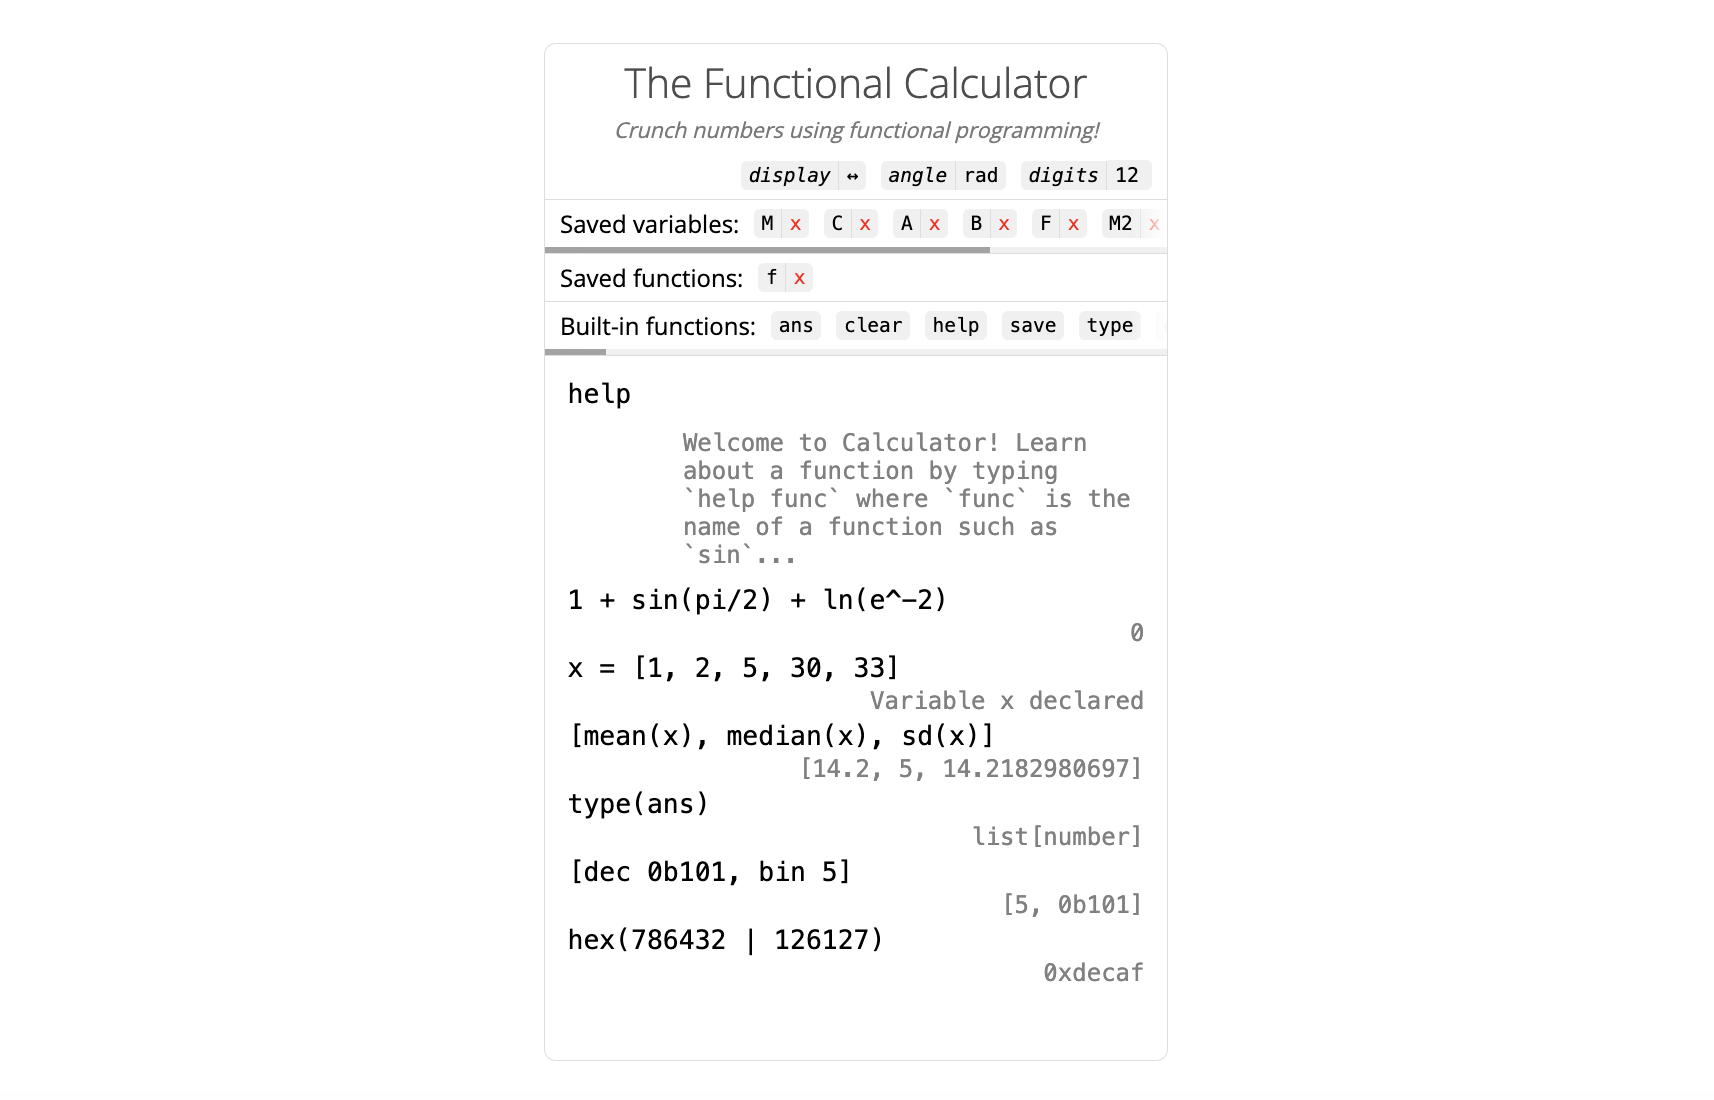 The Functional Calculator
Crunch numbers using functional programming!
display ↔ angle rad digits 12
Saved variables: M x C x A x B x F x M2 x
Saved functions: f x
Built-in functions: ans clear help save type
help
Welcome to Calculator! Learn
about a function by typing
`help func` where `func` is the
name of a function such as
`sin`...
1 + sin(pi/2) + ln(e^−2)
0
x = [1, 2, 5, 30, 33]
Variable x declared
[mean(x), median(x), sd(x)]
[14.2, 5, 14.2182980697]
type(ans)
list[number]
[dec 0b101, bin 5]
[5, 0b101]
hex(786432 | 126127)
0xdecaf